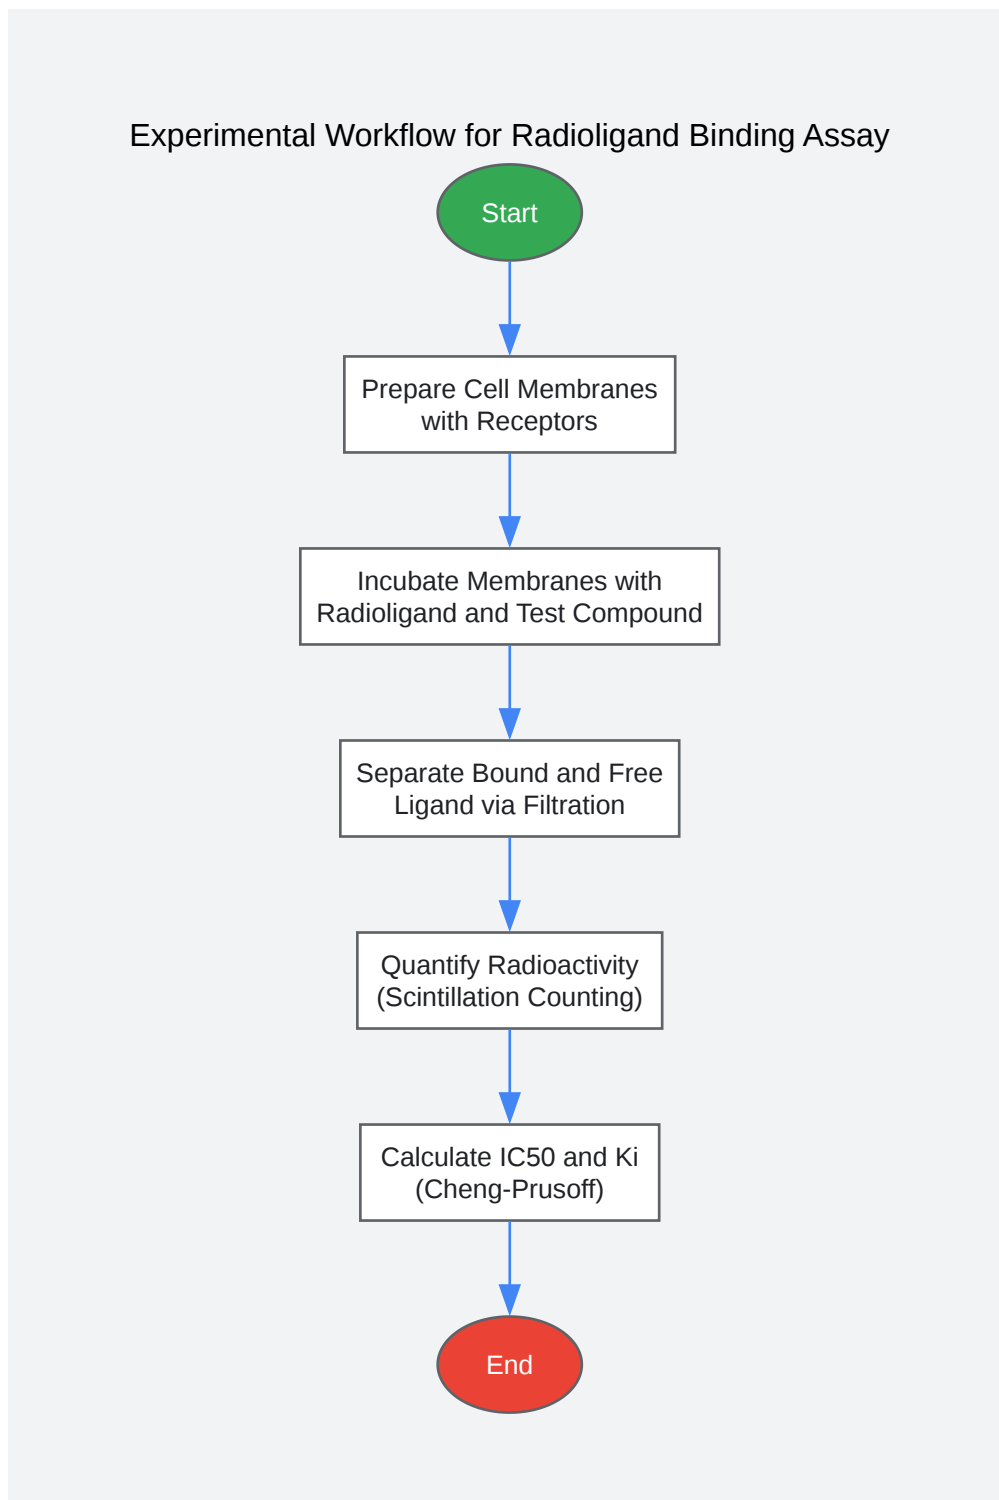 Experimental Workflow for Radioligand Binding Assay
Start
Prepare Cell Membranes
with Receptors
Incubate Membranes with
Radioligand and Test Compound
Separate Bound and Free
Ligand via Filtration
Quantify Radioactivity
(Scintillation Counting)
Calculate IC50 and Ki
(Cheng-Prusoff)
End